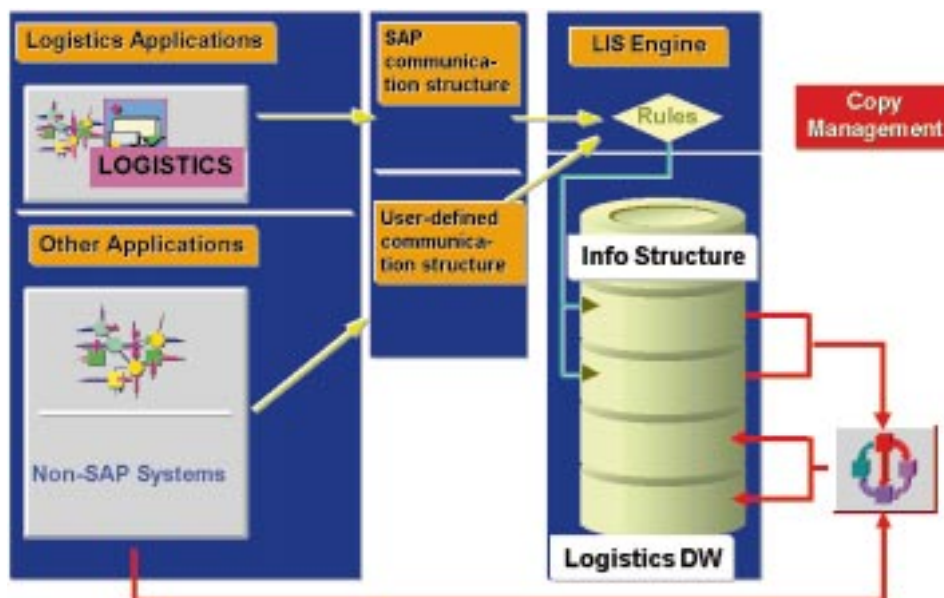 Logistics Applications
LOGISTICS
Other Applications
Non-SAP Systems
SAP
communica-
tion structure
User-defined
communica-
tion structure
LIS Engine
Rules
Info Structure
Logistics DW
Copy
Management